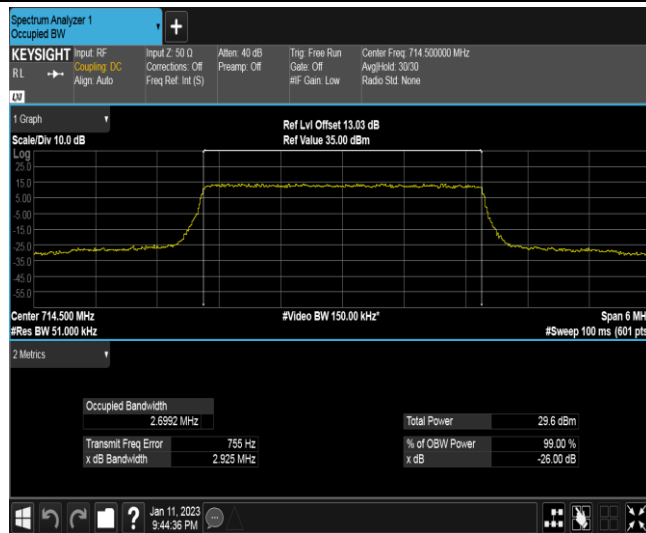 Spectrum Analyzer 1
Occupied BW
+
KEYSIGHT
RL
Input: RF
Coupling: DC
Align: Auto
Input Z: 50 Ω
Corrections: Off
Freq Ref: Int (S)
Atten: 40 dB
Preamp: Off
Trig: Free Run
Gate: Off
#IF Gain: Low
Center Freq: 714.500000 MHz
Avg|Hold: 30/30
Radio Std: None
1 Graph
Scale/Div 10.0 dB
Ref Lvl Offset 13.03 dB
Ref Value 35.00 dBm
Log
25.0
15.0
5.00
-5.00
-15.0
-25.0
-35.0
-45.0
-55.0
Center 714.500 MHz
#Res BW 51.000 kHz
#Video BW 150.00 kHz*
Span 6 MH
#Sweep 100 ms (601 pts
2 Metrics
Occupied Bandwidth
2.6992 MHz
Transmit Freq Error 755 Hz
x dB Bandwidth 2.925 MHz
Total Power 29.6 dBm
% of OBW Power 99.00 %
x dB -26.00 dB
?
Jan 11, 2023
9:44:36 PM